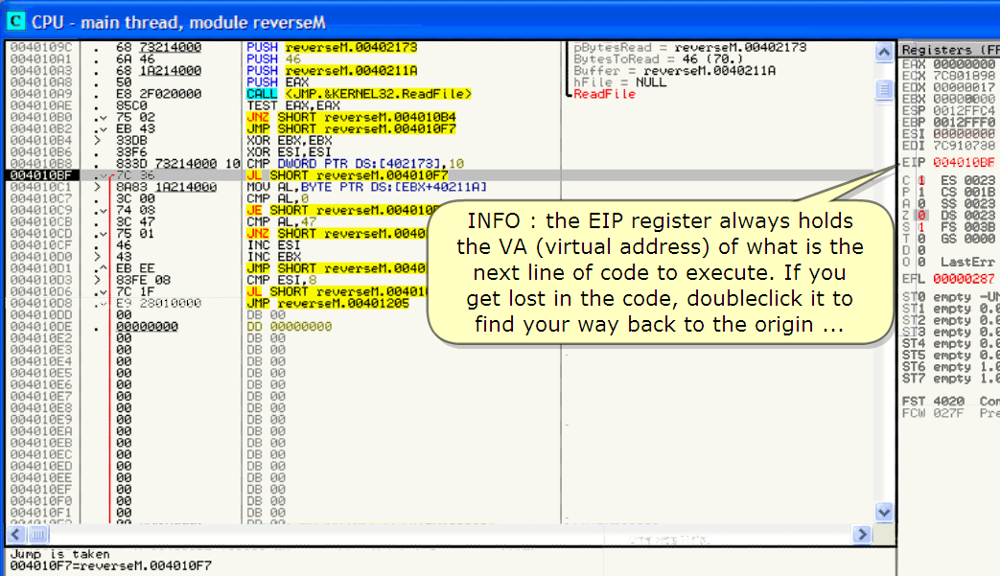 CPU - main thread, module reverseM
0040109C . 68 73214000 PUSH reverseM.00402173 pBytesRead = reverseM.00402173
004010A1 . 6A 46 PUSH 46 BytesToRead = 46 (70.)
004010A3 . 68 1A214000 PUSH reverseM.0040211A Buffer = reverseM.0040211A
004010A8 . 50 PUSH EAX hFile = NULL
004010A9 . E8 2F020000 CALL <JMP.&KERNEL32.ReadFile> ReadFile
004010AE . 85C0 TEST EAX,EAX
004010B0 .v 75 02 JNZ SHORT reverseM.004010B4
004010B2 .v EB 43 JMP SHORT reverseM.004010F7
004010B4 > 33DB XOR EBX,EBX
004010B6 . 33F6 XOR ESI,ESI
004010B8 . 833D 73214000 10 CMP DWORD PTR DS:[402173],10
004010BF .v 7C 36 JL SHORT reverseM.004010F7
004010C1 > 8A83 1A214000 MOV AL,BYTE PTR DS:[EBX+40211A]
004010C7 . 3C 00 CMP AL,0
004010C9 .v 74 08 JE SHORT reverseM.004010
004010CB . 3C 47 CMP AL,47
004010CD .v 75 01 JNZ SHORT reverseM.0040
004010CF . 46 INC ESI
004010D0 > 43 INC EBX
004010D1 .^ EB EE JMP SHORT reverseM.0040
004010D3 > 83FE 08 CMP ESI,8
004010D6 .v 7C 1F JL SHORT reverseM.00401
004010D8 .v E9 28010000 JMP reverseM.00401205
004010DD 00 DB 00
004010DE . 00000000 DD 00000000
004010E2 00 DB 00
004010E3 00 DB 00
004010E4 00 DB 00
004010E5 00 DB 00
004010E6 00 DB 00
004010E7 00 DB 00
004010E8 00 DB 00
004010E9 00 DB 00
004010EA 00 DB 00
004010EB 00 DB 00
004010EC 00 DB 00
004010ED 00 DB 00
004010EE 00 DB 00
004010EF 00 DB 00
004010F0 00 DB 00
004010F1 00 DB 00
INFO : the EIP register always holds
the VA (virtual address) of what is the
next line of code to execute. If you
get lost in the code, doubleclick it to
find your way back to the origin ...
Registers (FP
EAX 00000000
ECX 7C801898
EDX 00000017
EBX 00000000
ESP 0012FFC4
EBP 0012FFF0
ESI 00000000
EDI 7C910738
EIP 004010BF
C 1 ES 0023
P 1 CS 001B
A 0 SS 0023
Z 0 DS 0023
S 1 FS 003B
T 0 GS 0000
D 0
O 0 LastErr
EFL 00000287
ST0 empty -UN
ST1 empty 0.0
ST2 empty 0.0
ST3 empty 0.0
ST4 empty 0.0
ST5 empty 0.0
ST6 empty 1.0
ST7 empty 1.0
FST 4020 Con
FCW 027F Pre
Jump is taken
004010F7=reverseM.004010F7